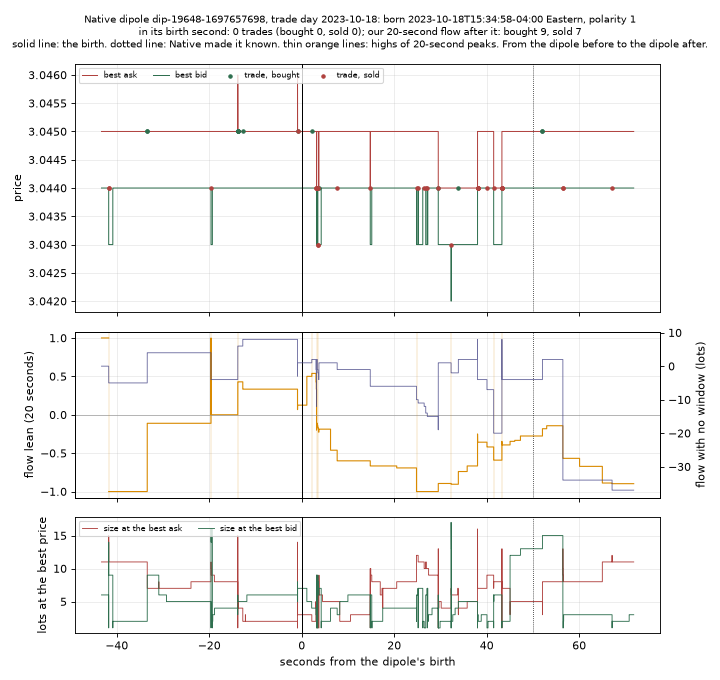 Native dipole dip-19648-1697657698, trade day 2023-10-18: born 2023-10-18T15:34:58-04:00 Eastern, polarity 1
in its birth second: 0 trades (bought 0, sold 0); our 20-second flow after it: bought 9, sold 7
solid line: the birth. dotted line: Native made it known. thin orange lines: highs of 20-second peaks. From the dipole before to the dipole after.
best ask
best bid
trade, bought
trade, sold
3.0460
3.0455
3.0450
3.0445
3.0440
3.0435
3.0430
3.0425
3.0420
price
1.0
0.5
0.0
−0.5
−1.0
flow lean (20 seconds)
10
0
−10
−20
−30
flow with no window (lots)
size at the best ask
size at the best bid
15
10
5
lots at the best price
−40
−20
0
20
40
60
seconds from the dipole's birth